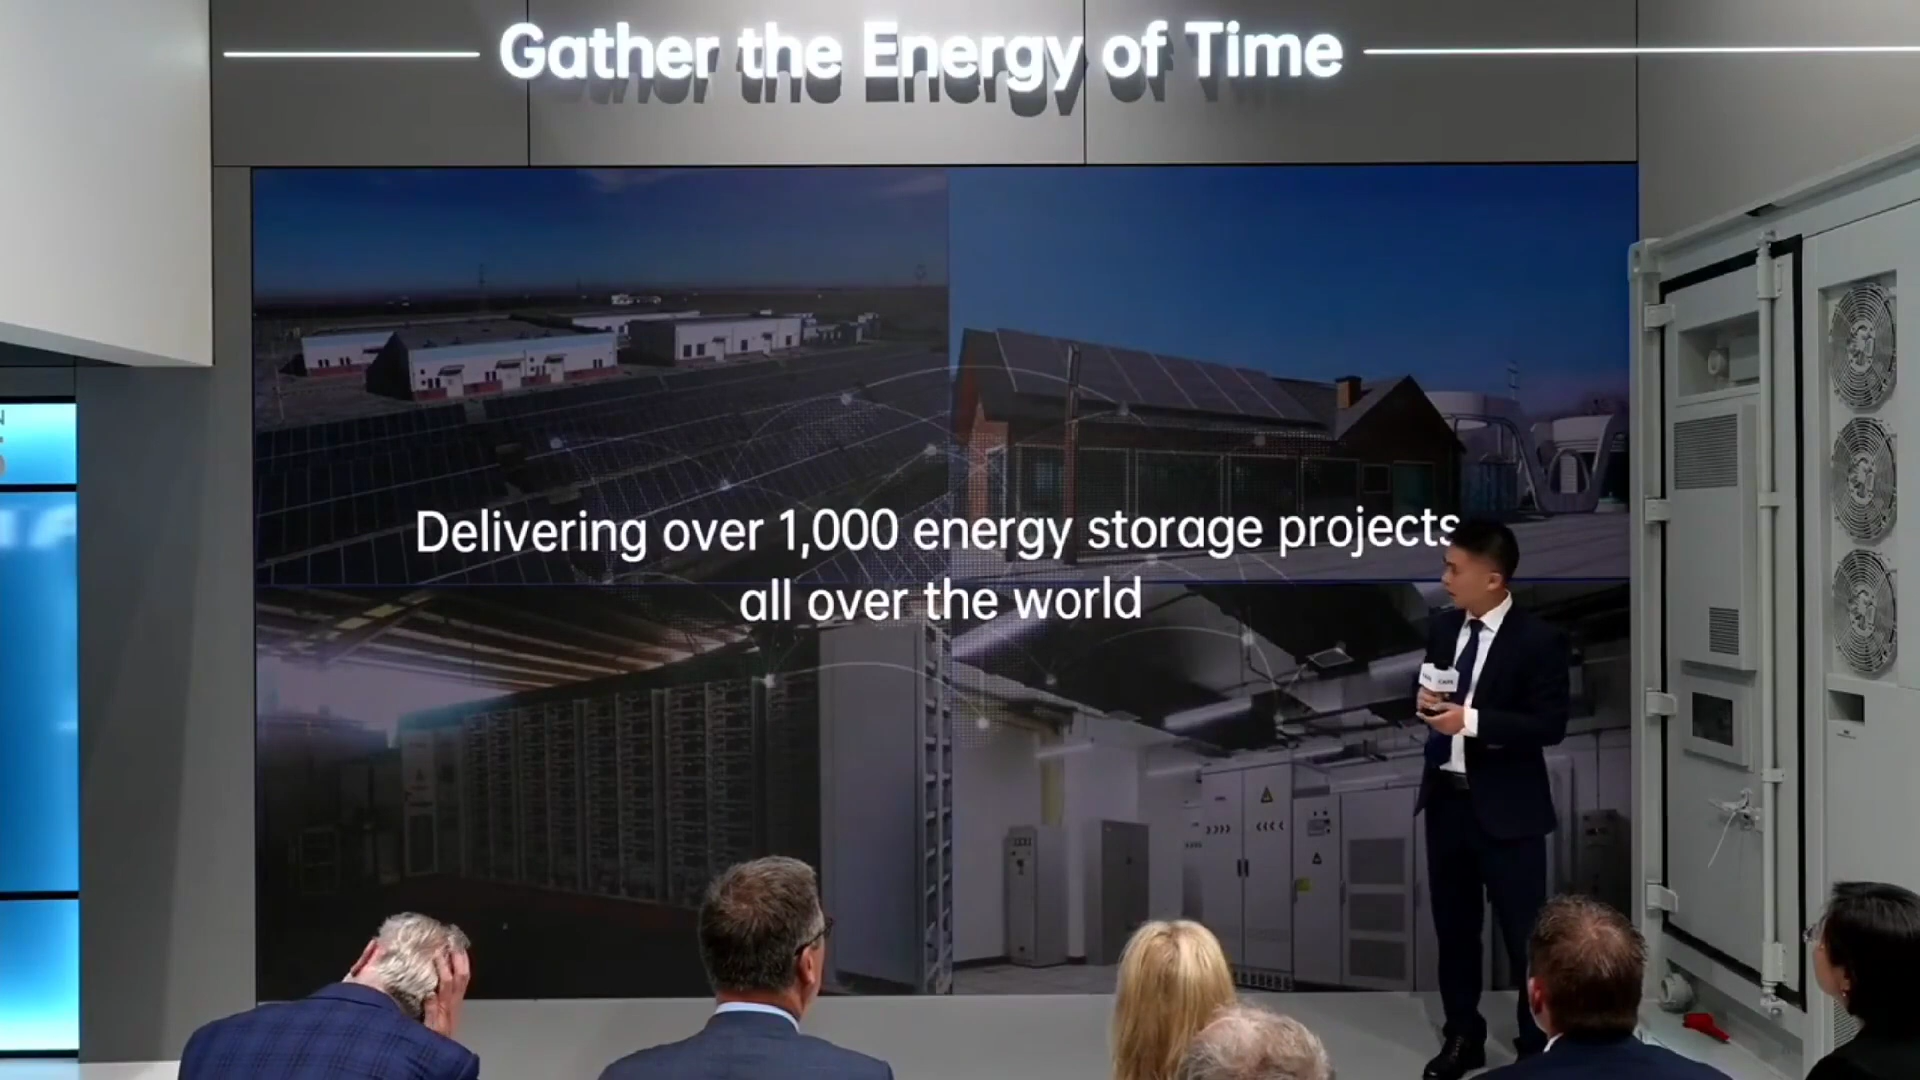 Gather the Energy of Time
Delivering over 1,000 energy storage projects
all over the world